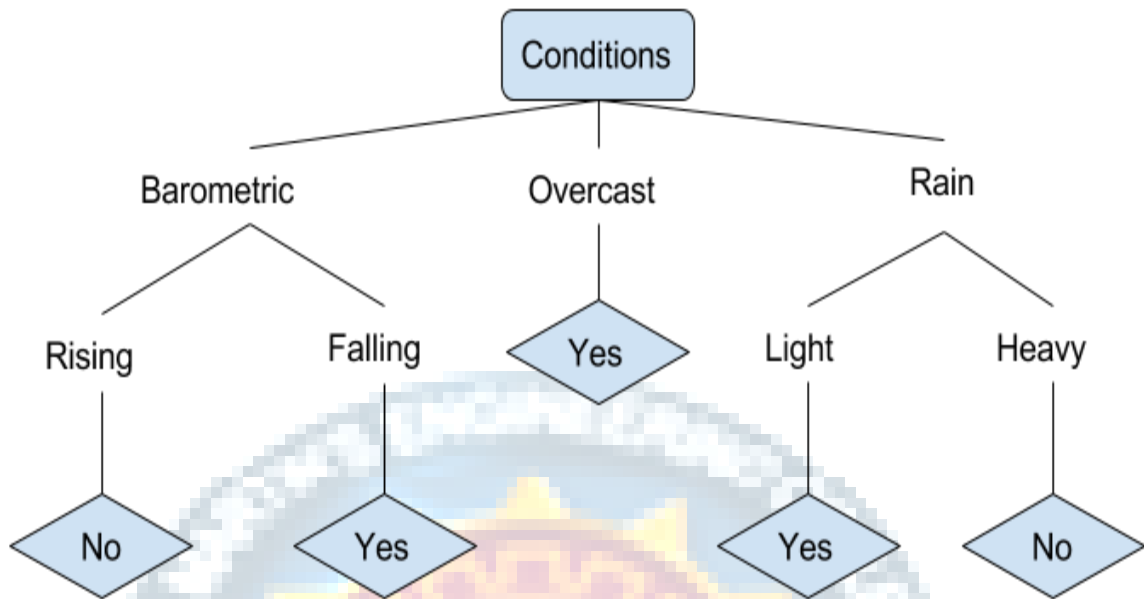 Conditions
Barometric
Overcast
Rain
Rising
Falling
Yes
Light
Heavy
No
Yes
Yes
No